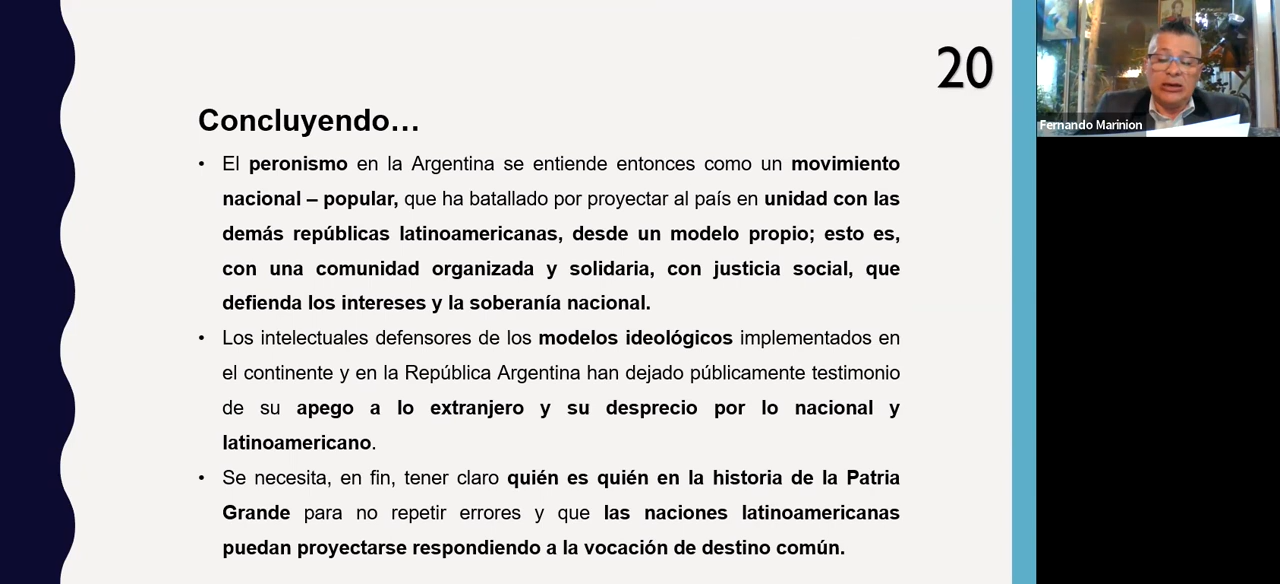 20
Concluyendo…
• El peronismo en la Argentina se entiende entonces como un movimiento
nacional – popular, que ha batallado por proyectar al país en unidad con las
demás repúblicas latinoamericanas, desde un modelo propio; esto es,
con una comunidad organizada y solidaria, con justicia social, que
defienda los intereses y la soberanía nacional.
• Los intelectuales defensores de los modelos ideológicos implementados en
el continente y en la República Argentina han dejado públicamente testimonio
de su apego a lo extranjero y su desprecio por lo nacional y
latinoamericano.
• Se necesita, en fin, tener claro quién es quién en la historia de la Patria
Grande para no repetir errores y que las naciones latinoamericanas
puedan proyectarse respondiendo a la vocación de destino común.
Fernando Marinion